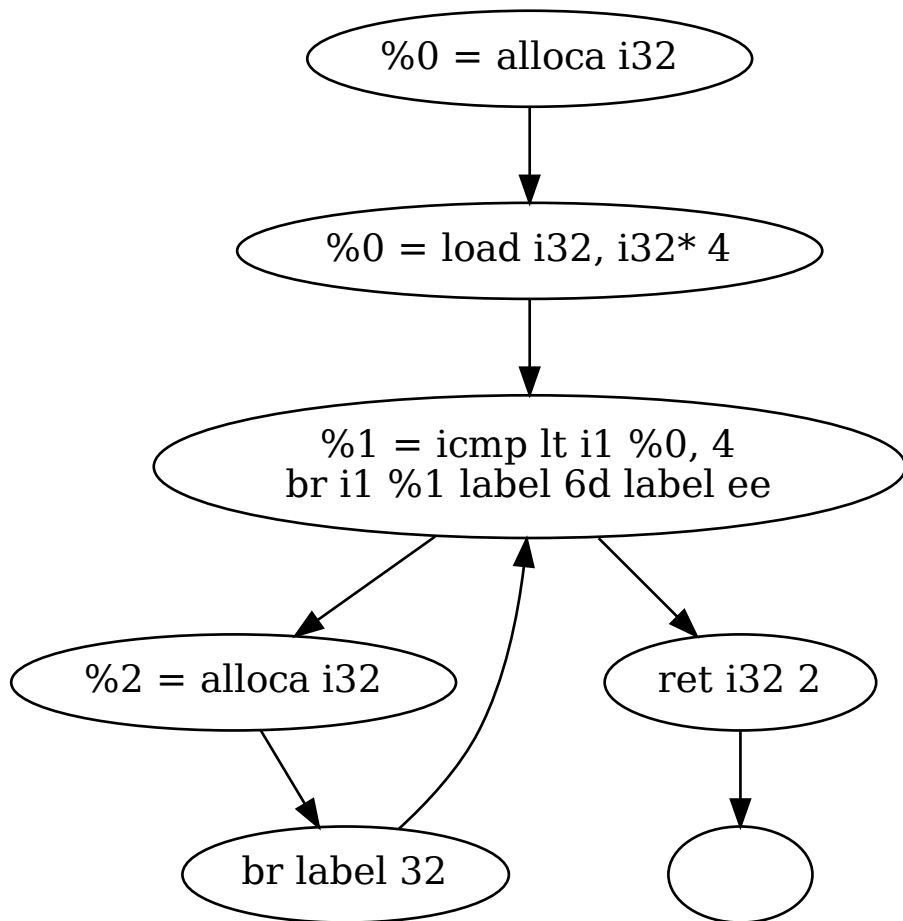 %0 = alloca i32
%0 = load i32, i32* 4
%1 = icmp lt i1 %0, 4
br i1 %1 label 6d label ee
%2 = alloca i32
ret i32 2
br label 32